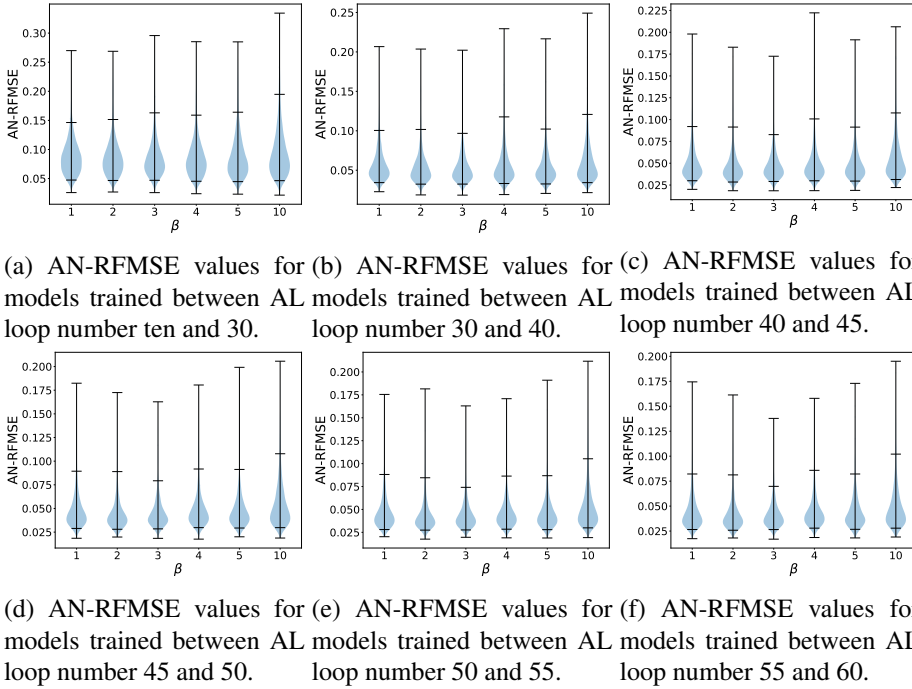 0.30
0.25
0.20
0.15
0.10
0.05
AN-RFMSE
1 2 3 4 5 10
β
0.25
0.20
0.15
0.10
0.05
AN-RFMSE
1 2 3 4 5 10
β
0.225
0.200
0.175
0.150
0.125
0.100
0.075
0.050
0.025
AN-RFMSE
1 2 3 4 5 10
β
(a) AN-RFMSE values for
models trained between AL
loop number ten and 30.
(b) AN-RFMSE values for
models trained between AL
loop number 30 and 40.
(c) AN-RFMSE values for
models trained between AL
loop number 40 and 45.
0.200
0.175
0.150
0.125
0.100
0.075
0.050
0.025
AN-RFMSE
1 2 3 4 5 10
β
0.200
0.175
0.150
0.125
0.100
0.075
0.050
0.025
AN-RFMSE
1 2 3 4 5 10
β
0.200
0.175
0.150
0.125
0.100
0.075
0.050
0.025
AN-RFMSE
1 2 3 4 5 10
β
(d) AN-RFMSE values for
models trained between AL
loop number 45 and 50.
(e) AN-RFMSE values for
models trained between AL
loop number 50 and 55.
(f) AN-RFMSE values for
models trained between AL
loop number 55 and 60.